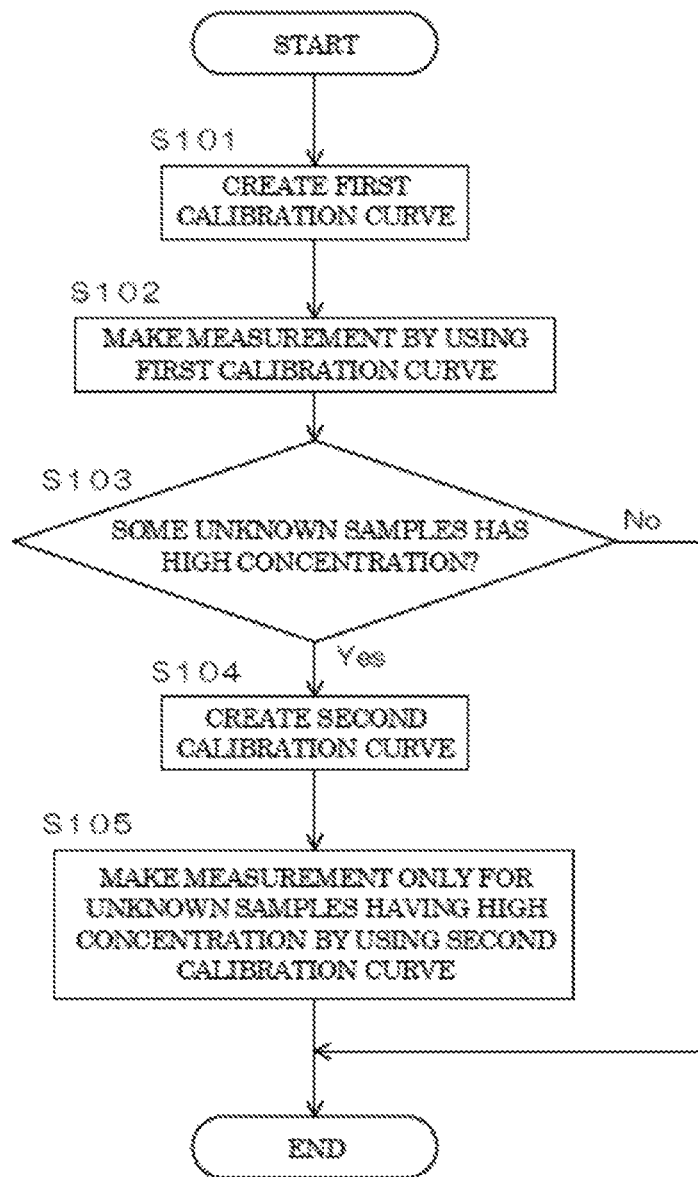 START
S101
CREATE FIRST
CALIBRATION CURVE
S102
MAKE MEASUREMENT BY USING
FIRST CALIBRATION CURVE
S103
SOME UNKNOWN SAMPLES HAS
HIGH CONCENTRATION?
No
Yes
S104
CREATE SECOND
CALIBRATION CURVE
S105
MAKE MEASUREMENT ONLY FOR
UNKNOWN SAMPLES HAVING HIGH
CONCENTRATION BY USING SECOND
CALIBRATION CURVE
END